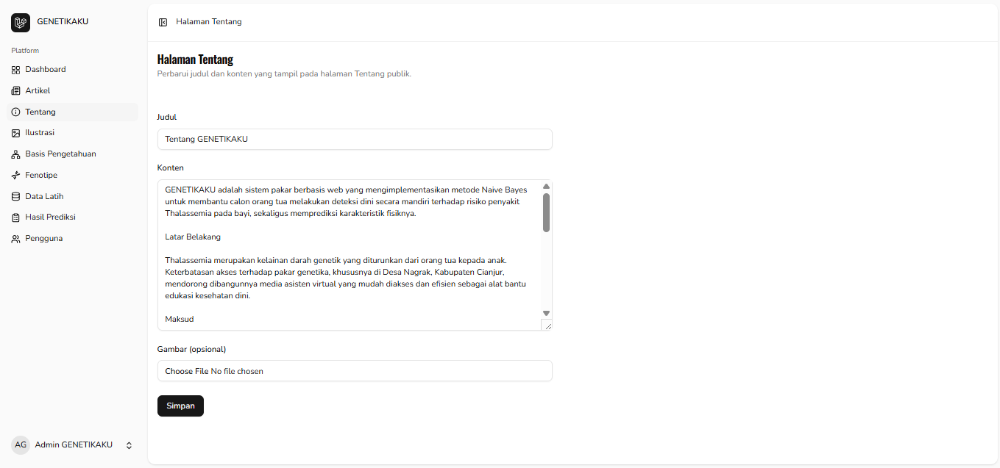 GENETIKAKU
Platform
Dashboard
Artikel
Tentang
Ilustrasi
Basis Pengetahuan
Fenotipe
Data Latih
Hasil Prediksi
Pengguna
AG Admin GENETIKAKU
Halaman Tentang
Halaman Tentang
Perbarui judul dan konten yang tampil pada halaman Tentang publik.
Judul
Tentang GENETIKAKU
Konten
GENETIKAKU adalah sistem pakar berbasis web yang mengimplementasikan metode Naive Bayes
untuk membantu calon orang tua melakukan deteksi dini secara mandiri terhadap risiko penyakit
Thalassemia pada bayi, sekaligus memprediksi karakteristik fisiknya.
Latar Belakang
Thalassemia merupakan kelainan darah genetik yang diturunkan dari orang tua kepada anak.
Keterbatasan akses terhadap pakar genetika, khususnya di Desa Nagrak, Kabupaten Cianjur,
mendorong dibangunnya media asisten virtual yang mudah diakses dan efisien sebagai alat bantu
edukasi kesehatan dini.
Maksud
Gambar (opsional)
Choose File No file chosen
Simpan